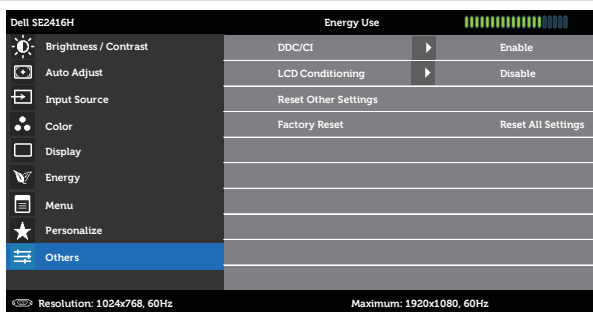 Dell SE2416H Energy Use
Brightness / Contrast DDC/CI Enable
Auto Adjust LCD Conditioning Disable
Input Source Reset Other Settings
Color Factory Reset Reset All Settings
Display
Energy
Menu
Personalize
Others
Resolution: 1024x768, 60Hz Maximum: 1920x1080, 60Hz